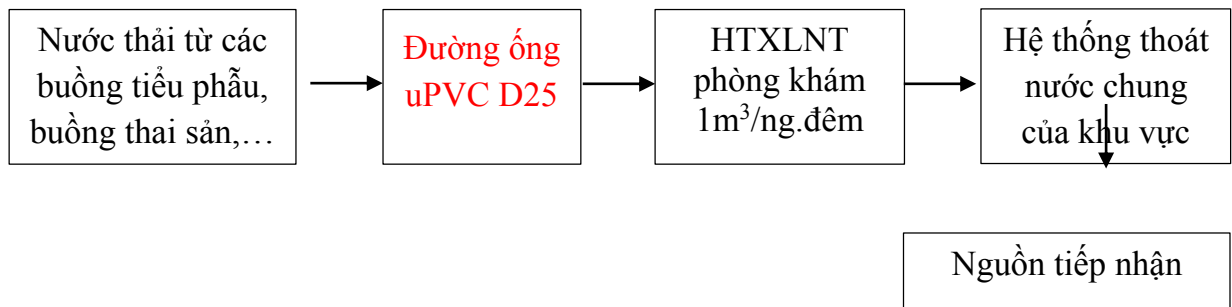 Nước thải từ các
buồng tiểu phẫu,
buồng thai sản,…
Đường ống
uPVC D25
HTXLNT
phòng khám
1m³/ng.đêm
Hệ thống thoát
nước chung
của khu vực
Nguồn tiếp nhận